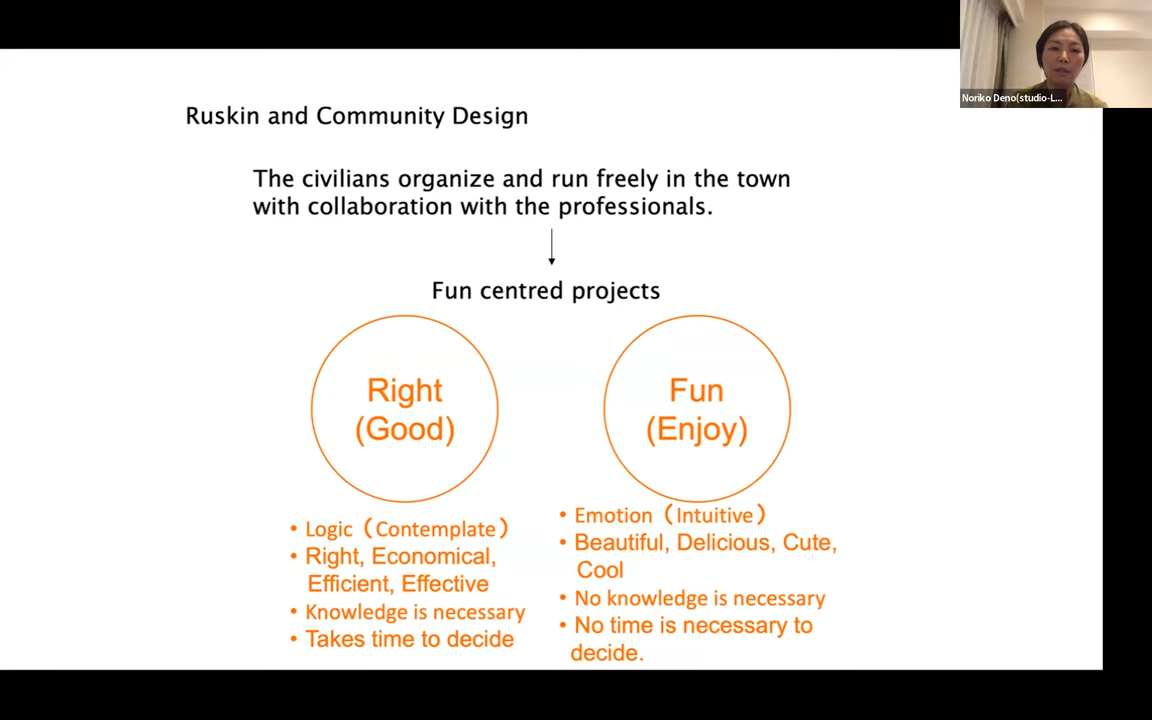 Noriko Deno(studio-L...
Ruskin and Community Design
The civilians organize and run freely in the town
with collaboration with the professionals.
Fun centred projects
Right
(Good)
• Logic（Contemplate）
• Right, Economical,
Efficient, Effective
• Knowledge is necessary
• Takes time to decide
Fun
(Enjoy)
• Emotion（Intuitive）
• Beautiful, Delicious, Cute,
Cool
• No knowledge is necessary
• No time is necessary to
decide.